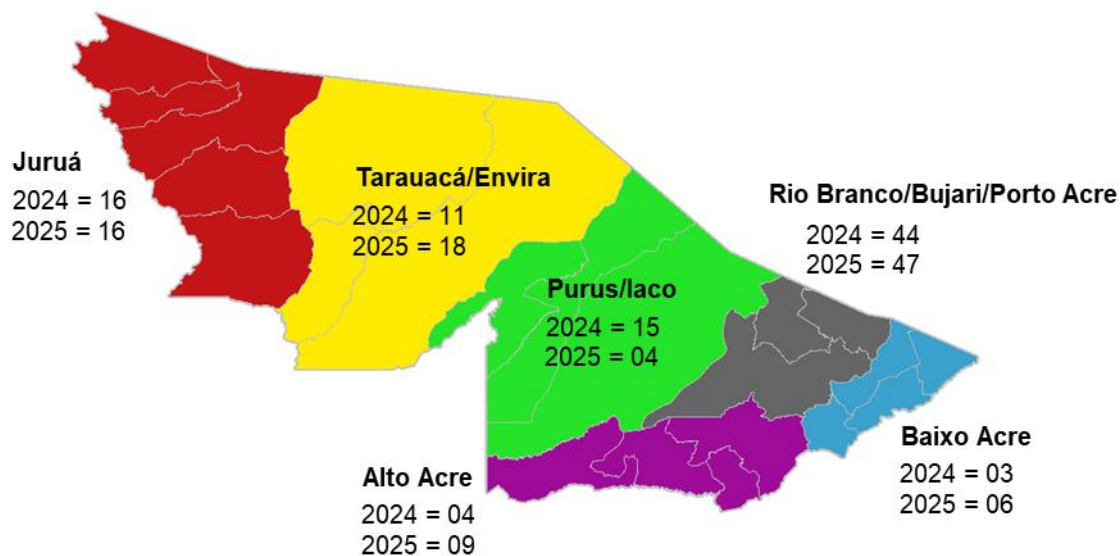 Juruá
2024 = 16
2025 = 16
Tarauacá/Envira
2024 = 11
2025 = 18
Rio Branco/Bujari/Porto Acre
2024 = 44
2025 = 47
Purus/Iaco
2024 = 15
2025 = 04
Baixo Acre
2024 = 03
2025 = 06
Alto Acre
2024 = 04
2025 = 09